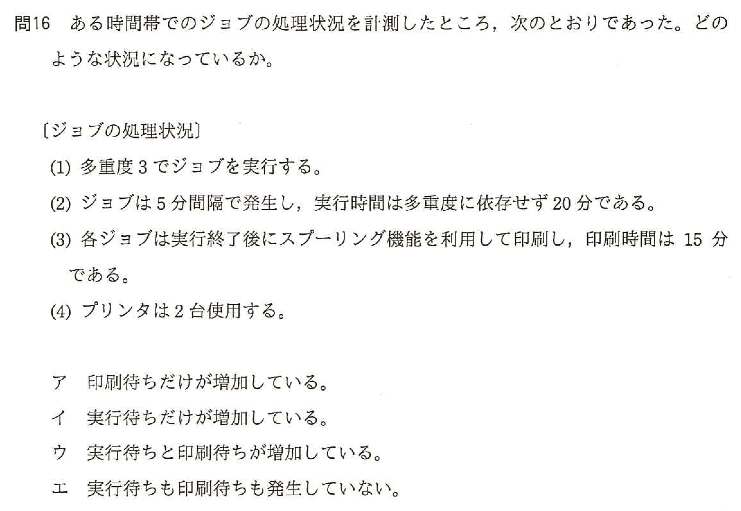 問16 ある時間帯でのジョブの処理状況を計測したところ，次のとおりであった。どの
ような状況になっているか。
〔ジョブの処理状況〕
(1) 多重度3でジョブを実行する。
(2) ジョブは5分間隔で発生し，実行時間は多重度に依存せず20分である。
(3) 各ジョブは実行終了後にスプーリング機能を利用して印刷し，印刷時間は 15 分
である。
(4) プリンタは2台使用する。
ア 印刷待ちだけが増加している。
イ 実行待ちだけが増加している。
ウ 実行待ちと印刷待ちが増加している。
エ 実行待ちも印刷待ちも発生していない。